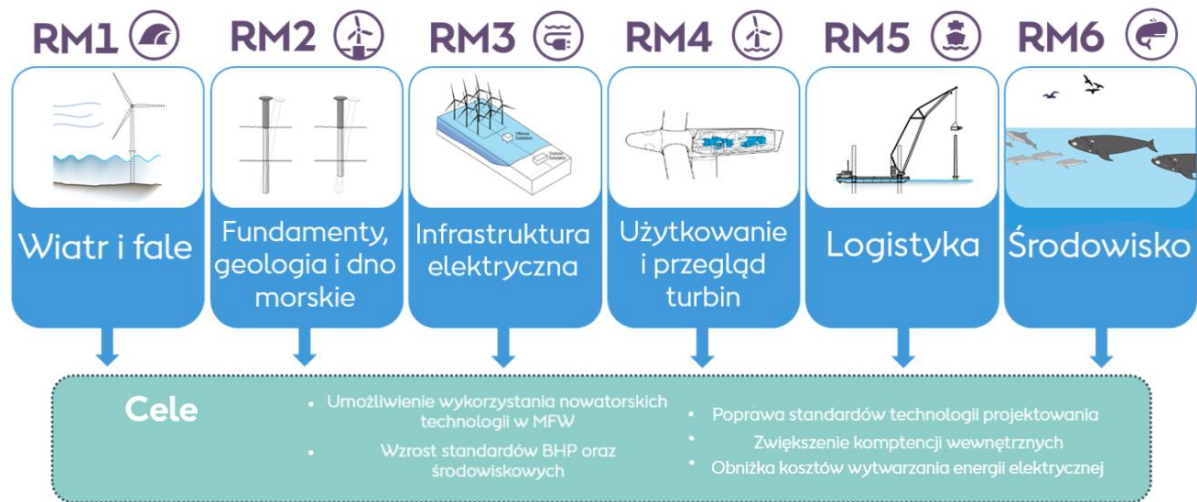 RM1
RM2
RM3
RM4
RM5
RM6
Wiatr i fale
Fundamenty,
geologia i dno
morskie
Infrastruktura
elektryczna
Użytkowanie
i przegląd
turbin
Logistyka
Środowisko
Cele
• Umożliwienie wykorzystania nowatorskich
technologii w MFW
• Wzrost standardów BHP oraz
środowiskowych
• Poprawa standardów technologii projektowania
• Zwiększenie komptencji wewnętrznych
• Obniżka kosztów wytwarzania energii elektrycznej